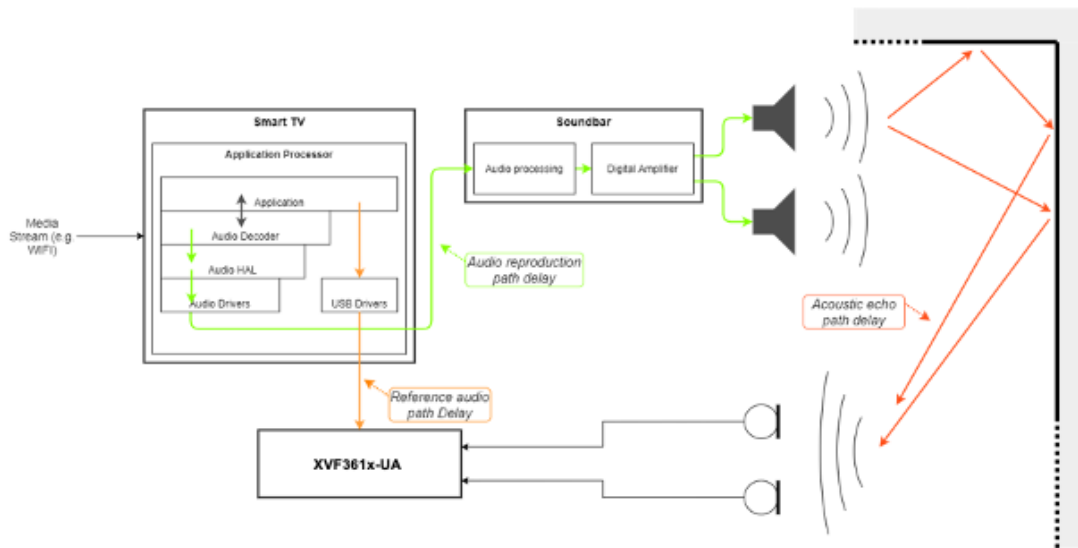 Smart TV
Application Processor
Application
Audio Decoder
Audio HAL
Audio Drivers
USB Drivers
Media
Stream (e.g.
WIFI)
Soundbar
Audio processing
Digital Amplifier
Audio reproduction
path delay
Acoustic echo
path delay
Reference audio
path Delay
XVF361x-UA